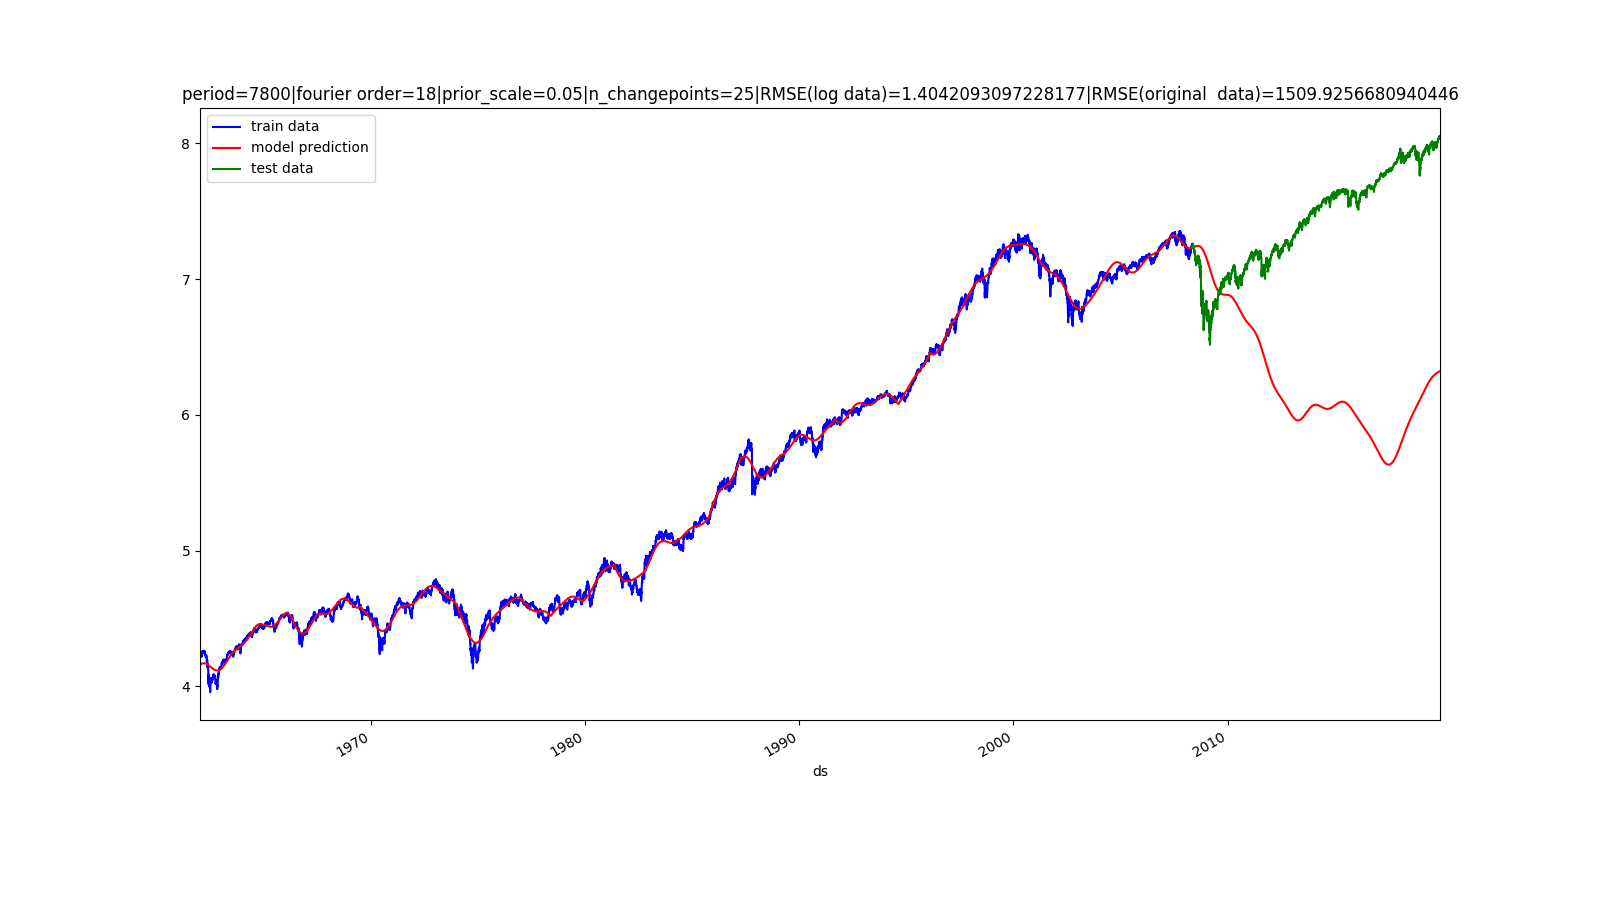 period=7800|fourier order=18|prior_scale=0.05|n_changepoints=25|RMSE(log data)=1.4042093097228177|RMSE(original  data)=1509.9256680940446
train data
model prediction
test data
8
7
6
5
4
1970
1980
1990
2000
2010
ds